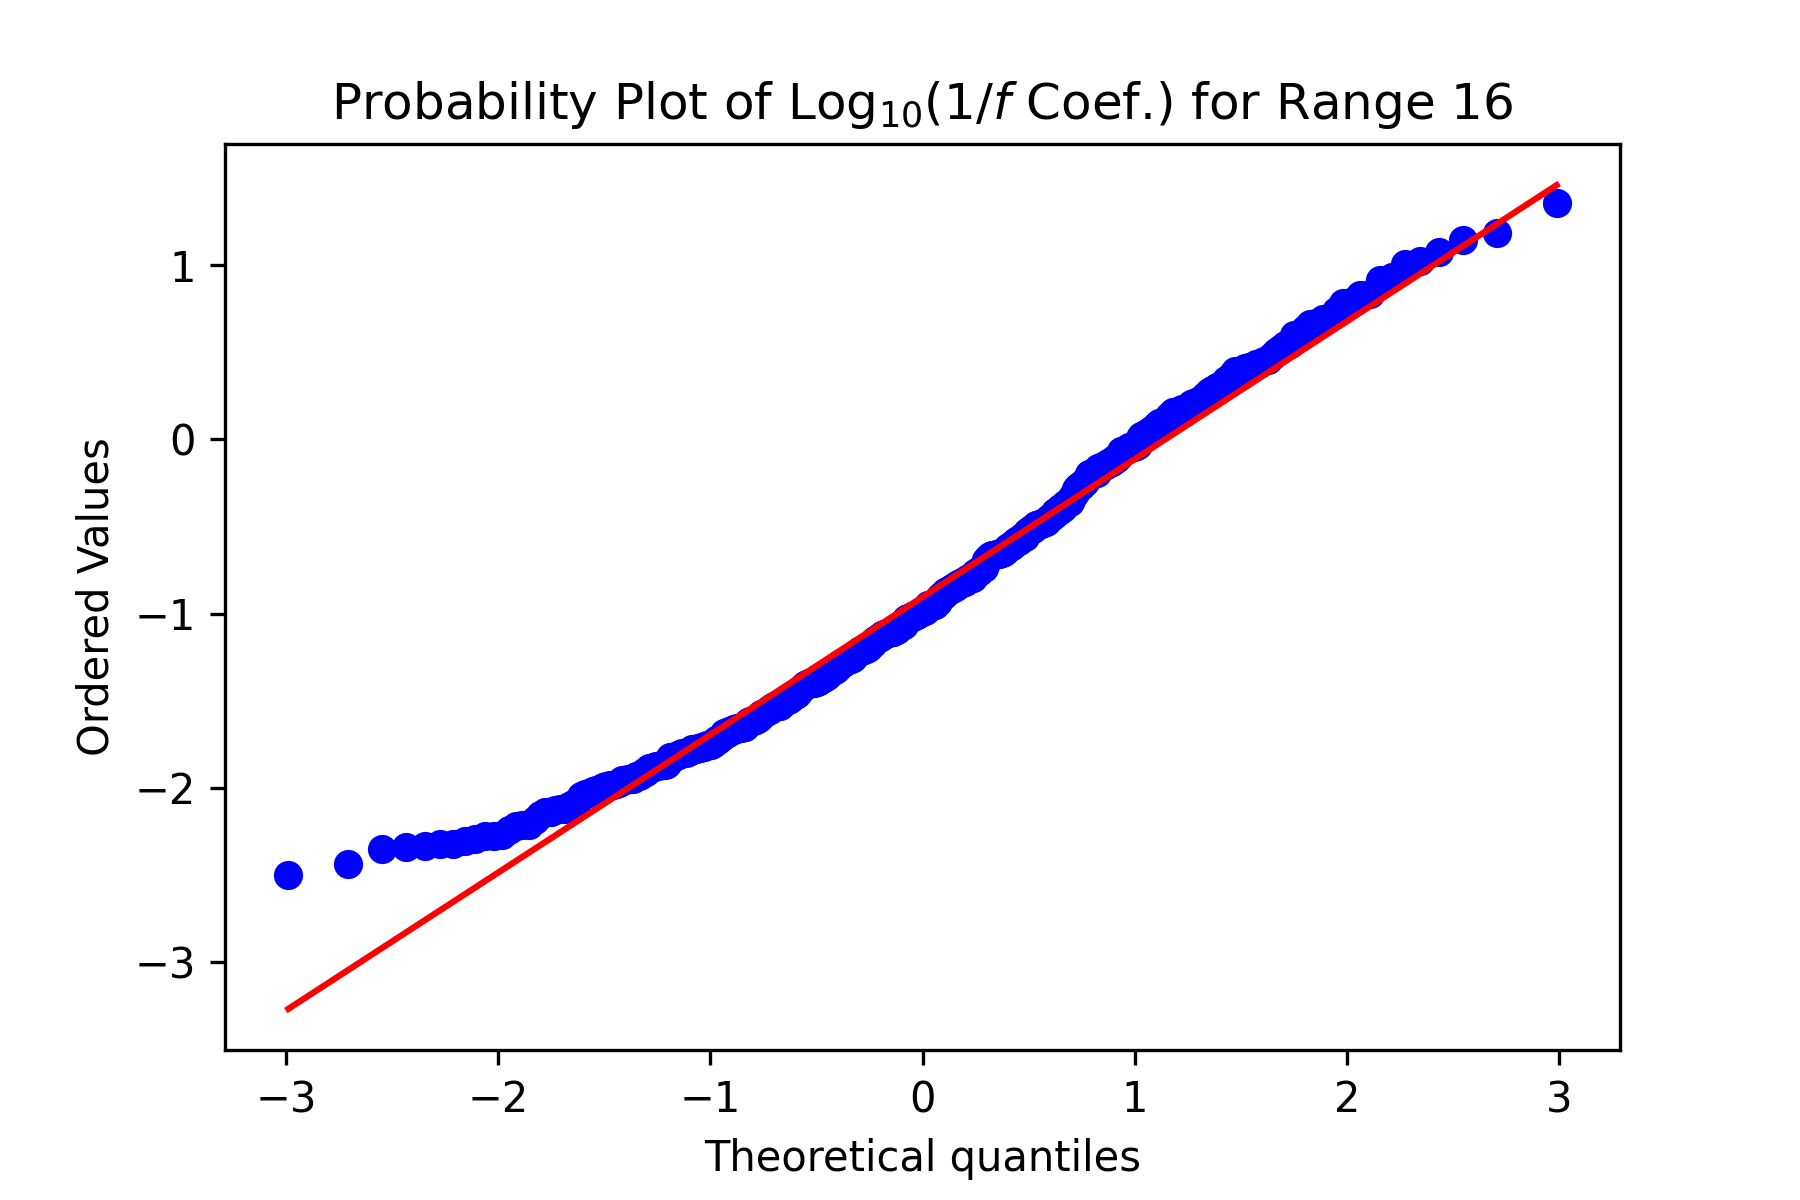 Probability Plot of Log₁₀(1/f Coef.) for Range 16
Ordered Values
1
0
−1
−2
−3
−3 −2 −1 0 1 2 3
Theoretical quantiles